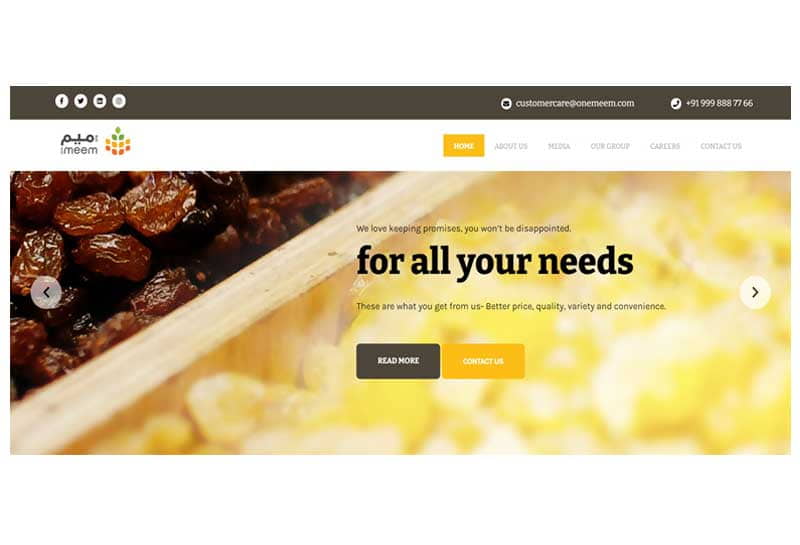 customercare@onemeem.com
+91 999 888 77 66
ميم
meem
HOME
ABOUT US
MEDIA
OUR GROUP
CAREERS
CONTACT US
We love keeping promises, you won't be disappointed.
for all your needs
These are what you get from us- Better price, quality, variety and convenience.
READ MORE
CONTACT US